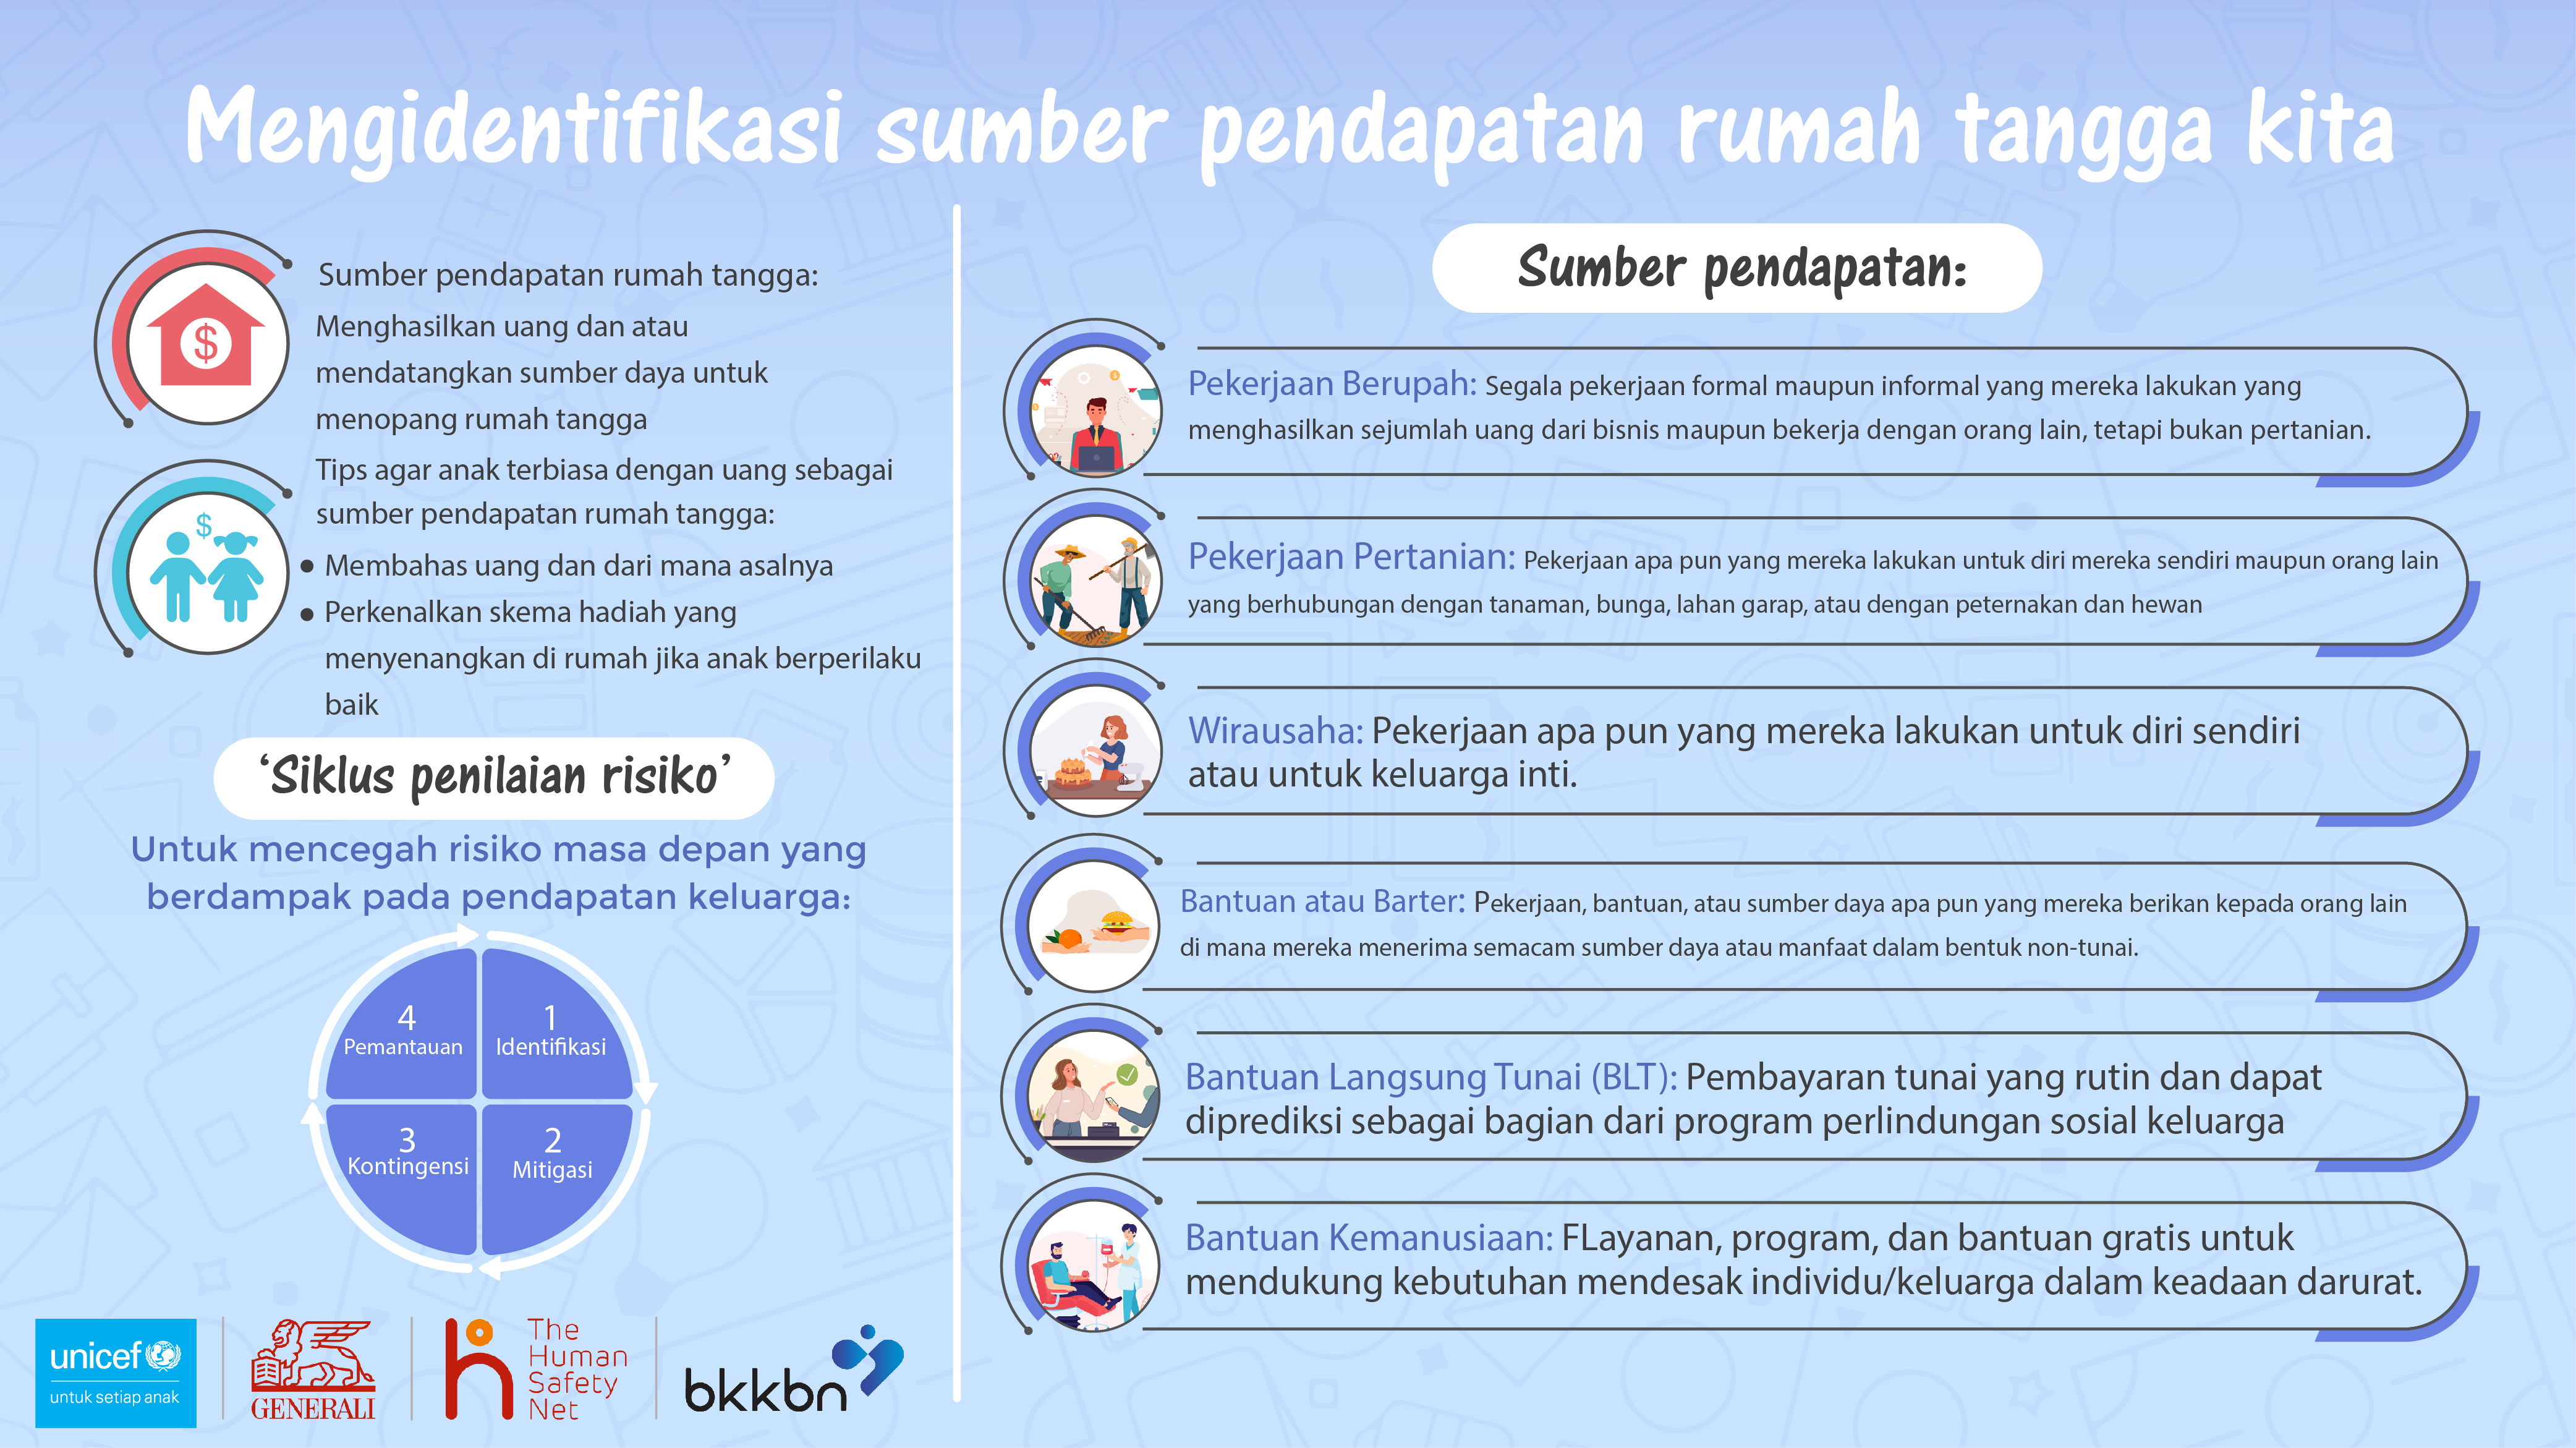 Mengidentifikasi sumber pendapatan rumah tangga kita
Sumber pendapatan rumah tangga:
Menghasilkan uang dan atau
mendatangkan sumber daya untuk
menopang rumah tangga
$
Tips agar anak terbiasa dengan uang sebagai
sumber pendapatan rumah tangga:
$
• Membahas uang dan dari mana asalnya
• Perkenalkan skema hadiah yang
menyenangkan di rumah jika anak berperilaku
baik
‘Siklus penilaian risiko’
Untuk mencegah risiko masa depan yang
berdampak pada pendapatan keluarga:
4
Pemantauan
1
Identifikasi
3
Kontingensi
2
Mitigasi
unicef
untuk setiap anak
GENERALI
The
Human
Safety
Net
bkkbn
Sumber pendapatan:
Pekerjaan Berupah: Segala pekerjaan formal maupun informal yang mereka lakukan yang
menghasilkan sejumlah uang dari bisnis maupun bekerja dengan orang lain, tetapi bukan pertanian.
Pekerjaan Pertanian: Pekerjaan apa pun yang mereka lakukan untuk diri mereka sendiri maupun orang lain
yang berhubungan dengan tanaman, bunga, lahan garap, atau dengan peternakan dan hewan
Wirausaha: Pekerjaan apa pun yang mereka lakukan untuk diri sendiri
atau untuk keluarga inti.
Bantuan atau Barter: Pekerjaan, bantuan, atau sumber daya apa pun yang mereka berikan kepada orang lain
di mana mereka menerima semacam sumber daya atau manfaat dalam bentuk non-tunai.
Bantuan Langsung Tunai (BLT): Pembayaran tunai yang rutin dan dapat
diprediksi sebagai bagian dari program perlindungan sosial keluarga
Bantuan Kemanusiaan: FLayanan, program, dan bantuan gratis untuk
mendukung kebutuhan mendesak individu/keluarga dalam keadaan darurat.